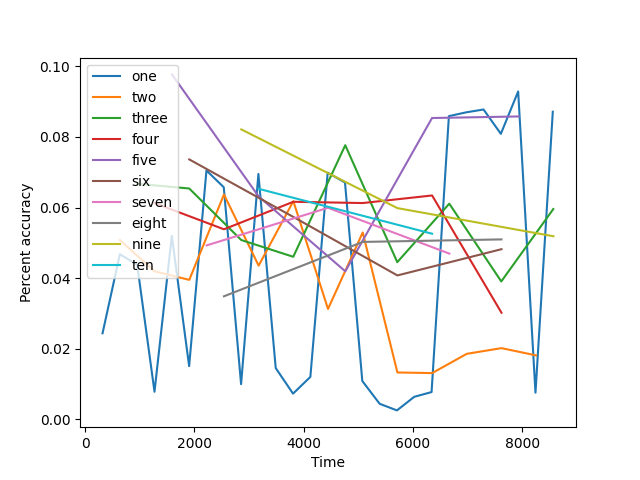 0.10
0.08
0.06
0.04
0.02
0.00
Percent accuracy
one
two
three
four
five
six
seven
eight
nine
ten
0 2000 4000 6000 8000
Time